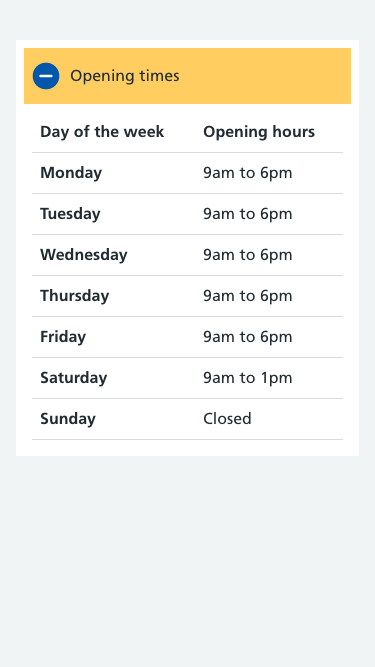 Opening times
Day of the week Opening hours
Monday 9am to 6pm
Tuesday 9am to 6pm
Wednesday 9am to 6pm
Thursday 9am to 6pm
Friday 9am to 6pm
Saturday 9am to 1pm
Sunday Closed